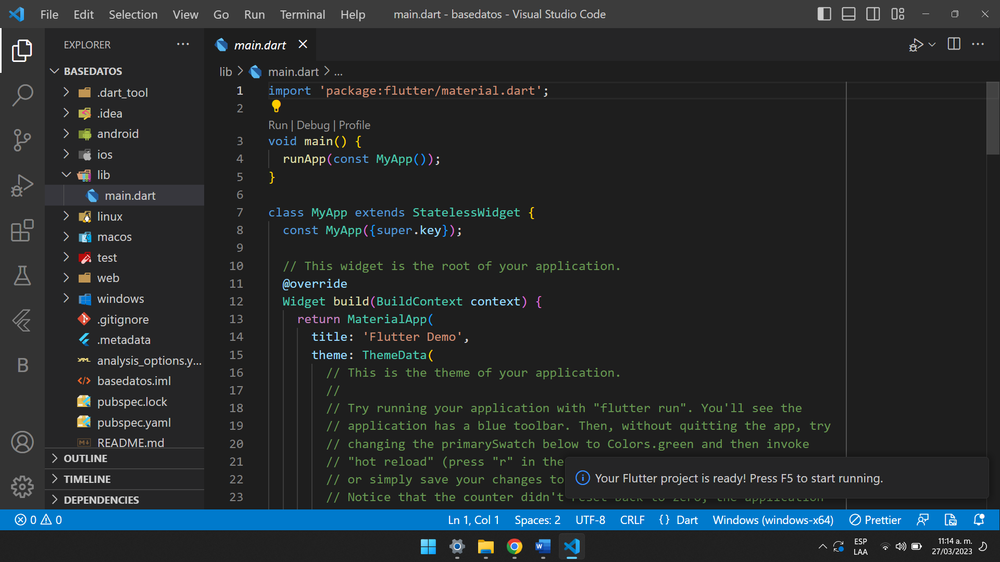 File Edit Selection View Go Run Terminal Help main.dart - basedatos - Visual Studio Code
EXPLORER
main.dart
BASEDATOS
.dart_tool
.idea
android
ios
lib
main.dart
linux
macos
test
web
windows
.gitignore
.metadata
analysis_options.y...
basedatos.iml
pubspec.lock
pubspec.yaml
README.md
OUTLINE
TIMELINE
DEPENDENCIES
B
lib > main.dart > ...
1 import 'package:flutter/material.dart';
2
Run | Debug | Profile
3 void main() {
4 runApp(const MyApp());
5 }
6
7 class MyApp extends StatelessWidget {
8 const MyApp({super.key});
9
10 // This widget is the root of your application.
11 @override
12 Widget build(BuildContext context) {
13 return MaterialApp(
14 title: 'Flutter Demo',
15 theme: ThemeData(
16 // This is the theme of your application.
17 //
18 // Try running your application with "flutter run". You'll see the
19 // application has a blue toolbar. Then, without quitting the app, try
20 // changing the primarySwatch below to Colors.green and then invoke
21 // "hot reload" (press "r" in the
22 // or simply save your changes to
23 // Notice that the counter didn't reset back to zero; the application
Your Flutter project is ready! Press F5 to start running.
0 0 Ln 1, Col 1 Spaces: 2 UTF-8 CRLF {} Dart Windows (windows-x64) Prettier
ESP
LAA
11:14 a. m.
27/03/2023